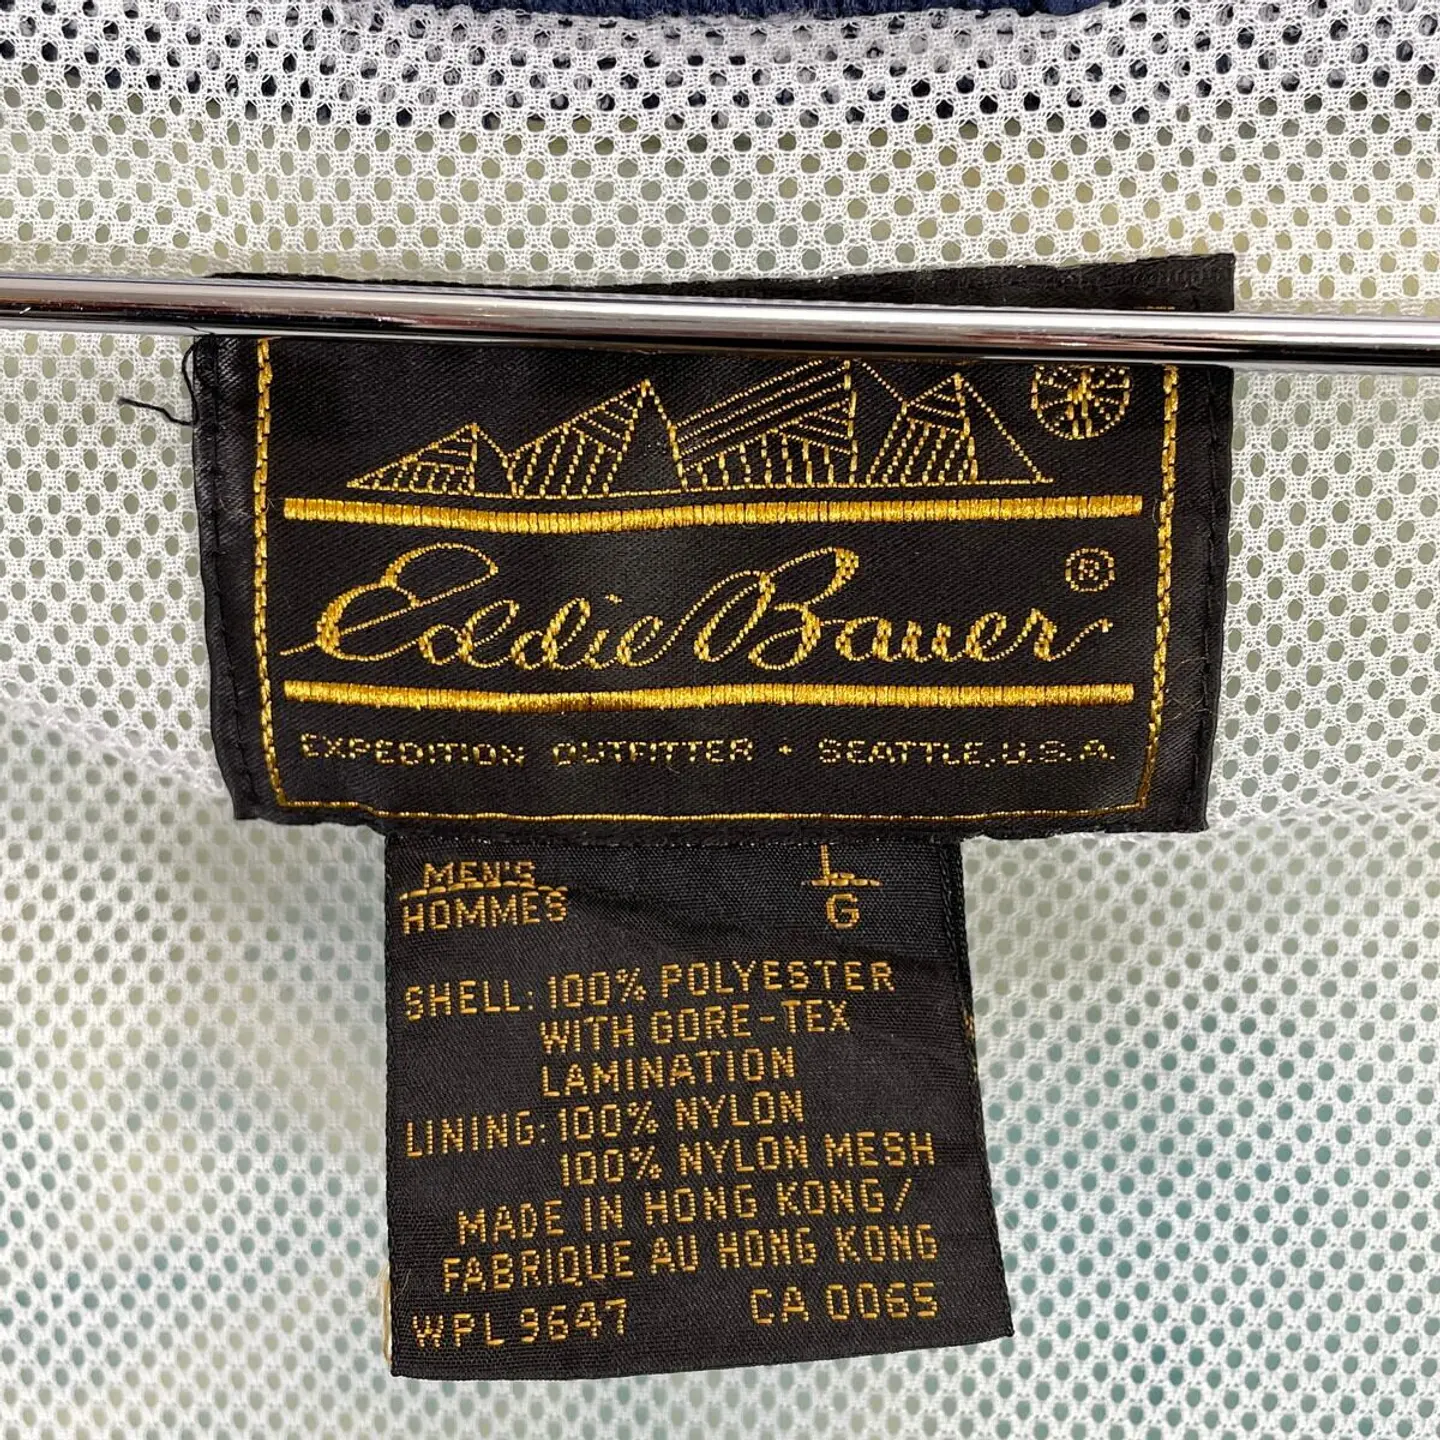 Eddie Bauer®
EXPEDITION OUTFITTER • SEATTLE, U.S.A.
MEN'S L
HOMMES G
SHELL: 100% POLYESTER
WITH GORE-TEX
LAMINATION
LINING: 100% NYLON
100% NYLON MESH
MADE IN HONG KONG/
FABRIQUE AU HONG KONG
WPL 9647 CA 0065